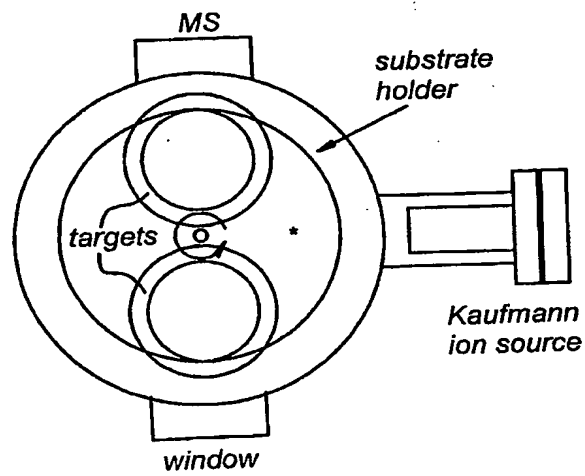 MS
substrate
holder
targets
*
Kaufmann
ion source
window